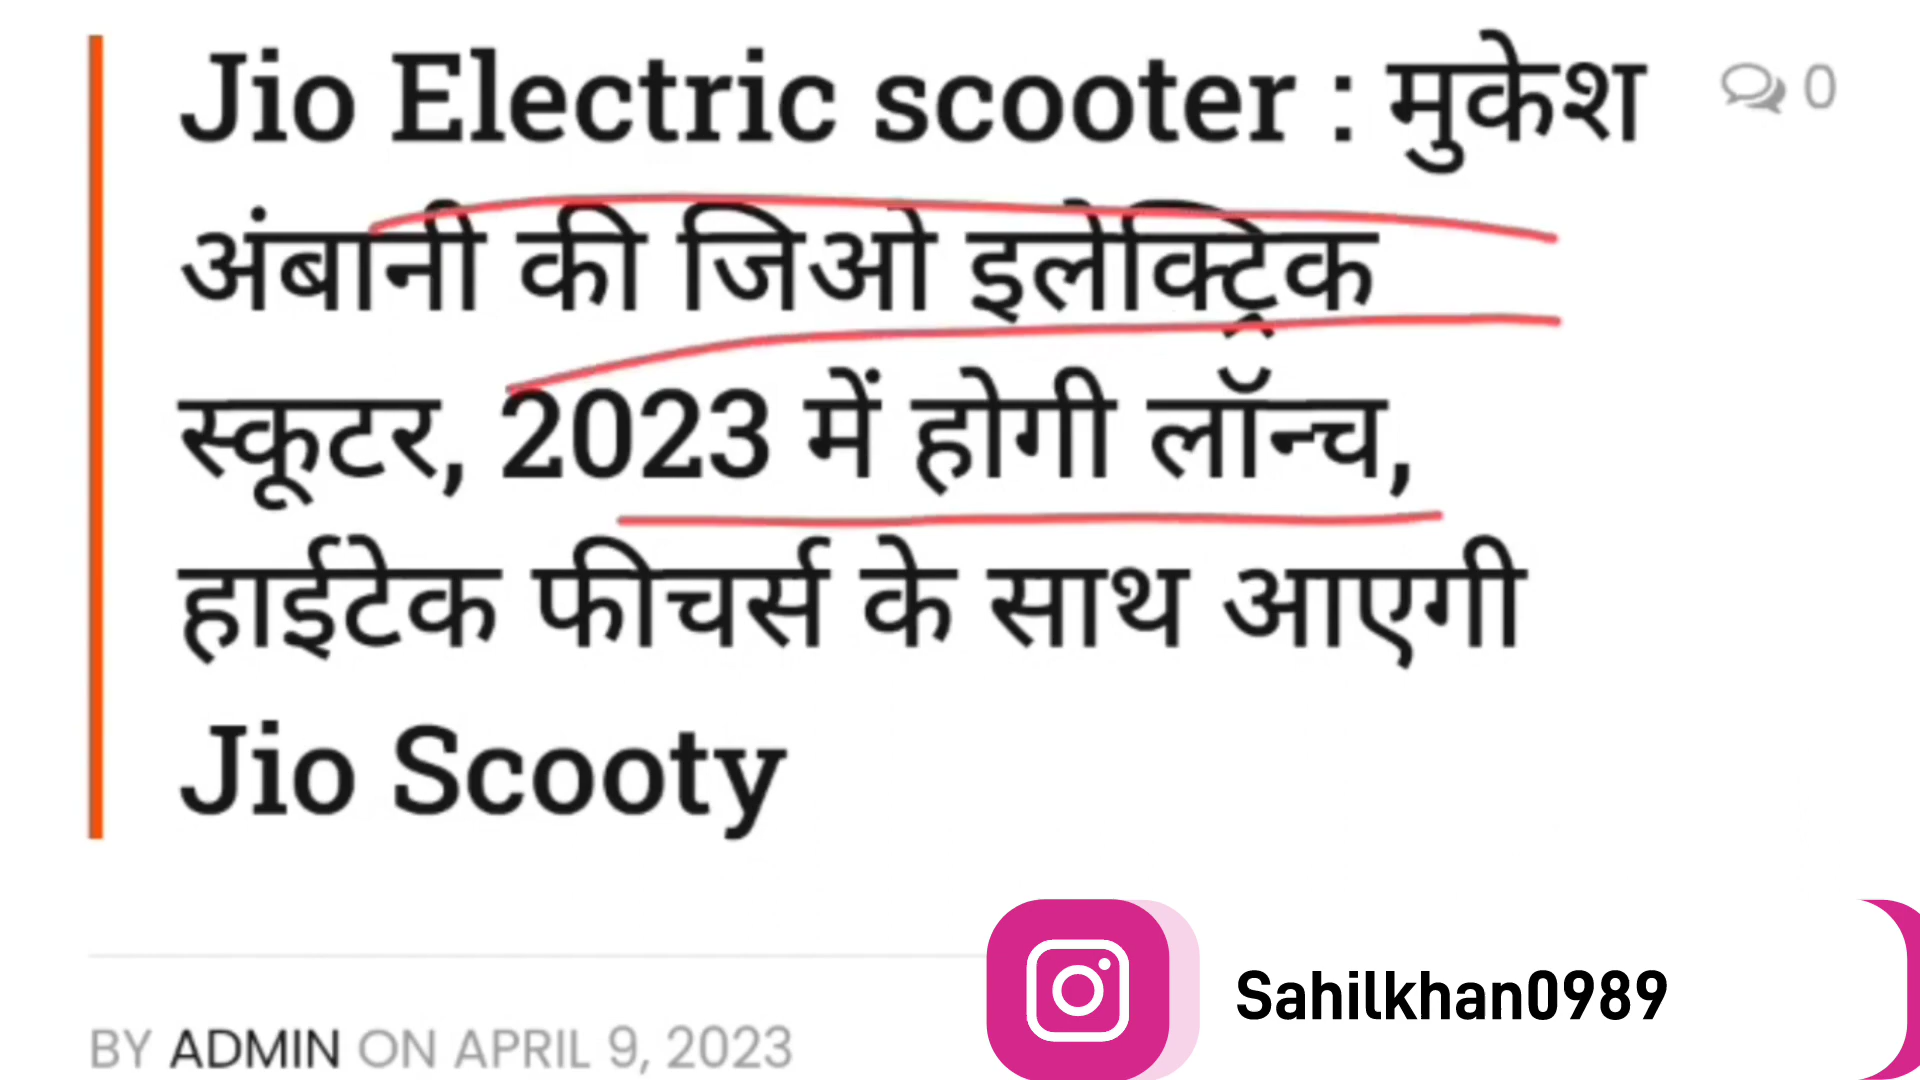 Jio Electric scooter : मुकेश
0
अंबानी की जिओ इलेक्ट्रिक
स्कूटर, 2023 में होगी लॉन्च,
हाईटेक फीचर्स के साथ आएगी
Jio Scooty
BY ADMIN ON APRIL 9, 2023
Sahilkhan0989